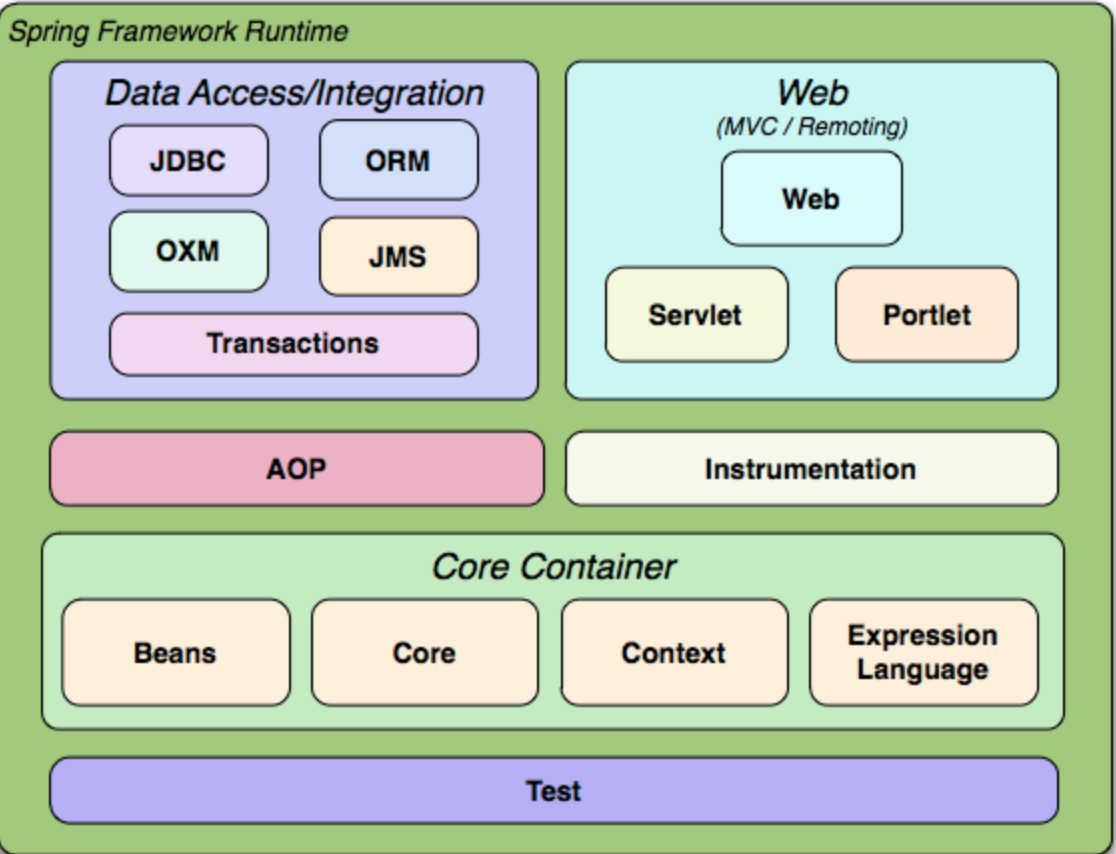 Spring Framework Runtime
Data Access/Integration
JDBC
ORM
OXM
JMS
Transactions
Web
(MVC / Remoting)
Web
Servlet
Portlet
AOP
Instrumentation
Core Container
Beans
Core
Context
Expression
Language
Test